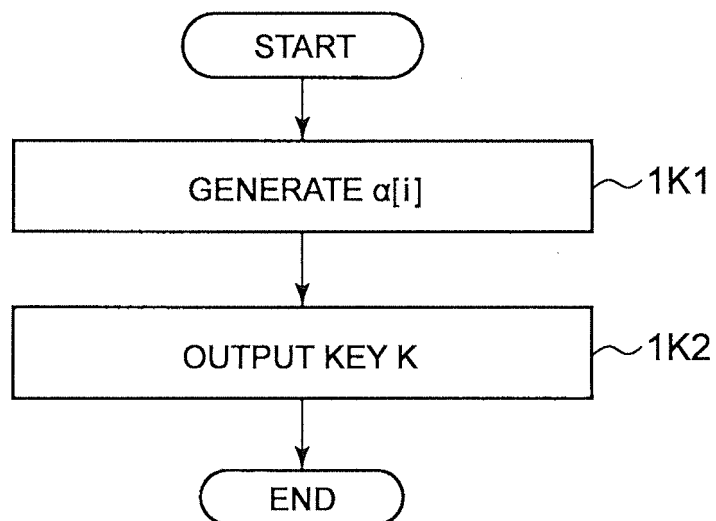 START
GENERATE α[i]
1K1
OUTPUT KEY K
1K2
END